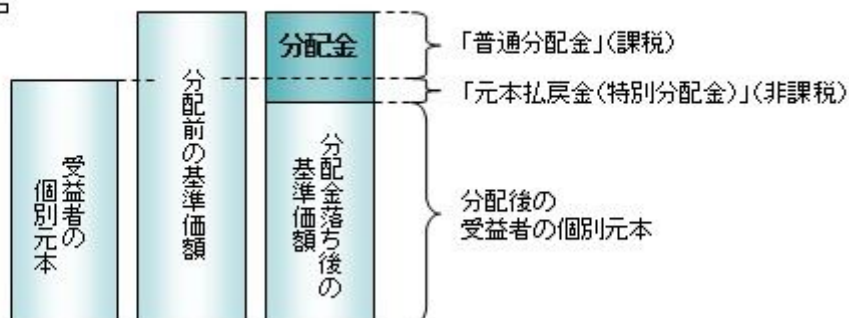 受益者の
個別元本
分配前の基準価額
分配金
分配金落ち後の
基準価額
「普通分配金」(課税)
「元本払戻金(特別分配金)」(非課税)
分配後の
受益者の個別元本